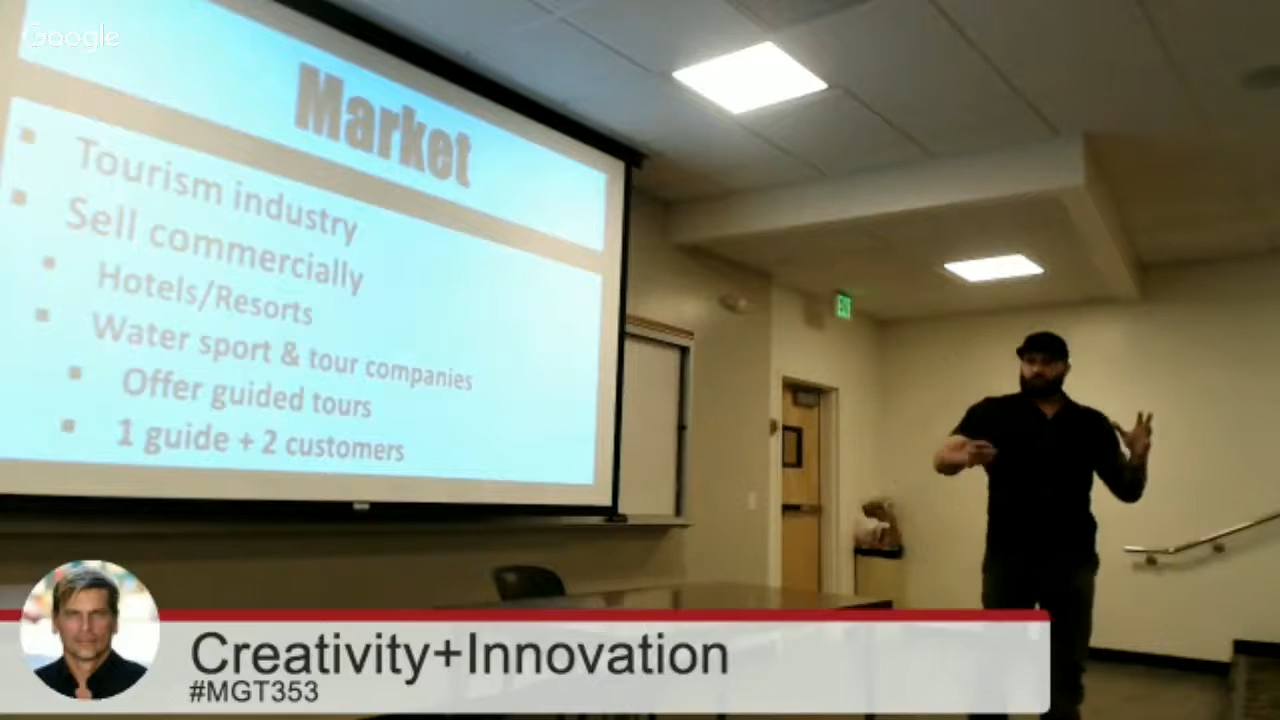 Google
Market
Tourism industry
Sell commercially
Hotels/Resorts
Water sport & tour companies
Offer guided tours
1 guide + 2 customers
EXIT
Creativity+Innovation
#MGT353